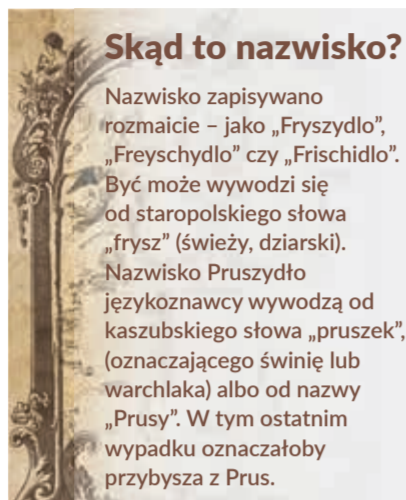 Skąd to nazwisko?
Nazwisko zapisywano
rozmaicie – jako „Fryszydlo”,
„Freyschydlo” czy „Frischidlo”.
Być może wywodzi się
od staropolskiego słowa
„frysz” (świeży, dziarski).
Nazwisko Pruszydło
językoznawcy wywodzą od
kaszubskiego słowa „pruszek”,
(oznaczającego świnię lub
warchlaka) albo od nazwy
„Prusy”. W tym ostatnim
wypadku oznaczałoby
przybysza z Prus.